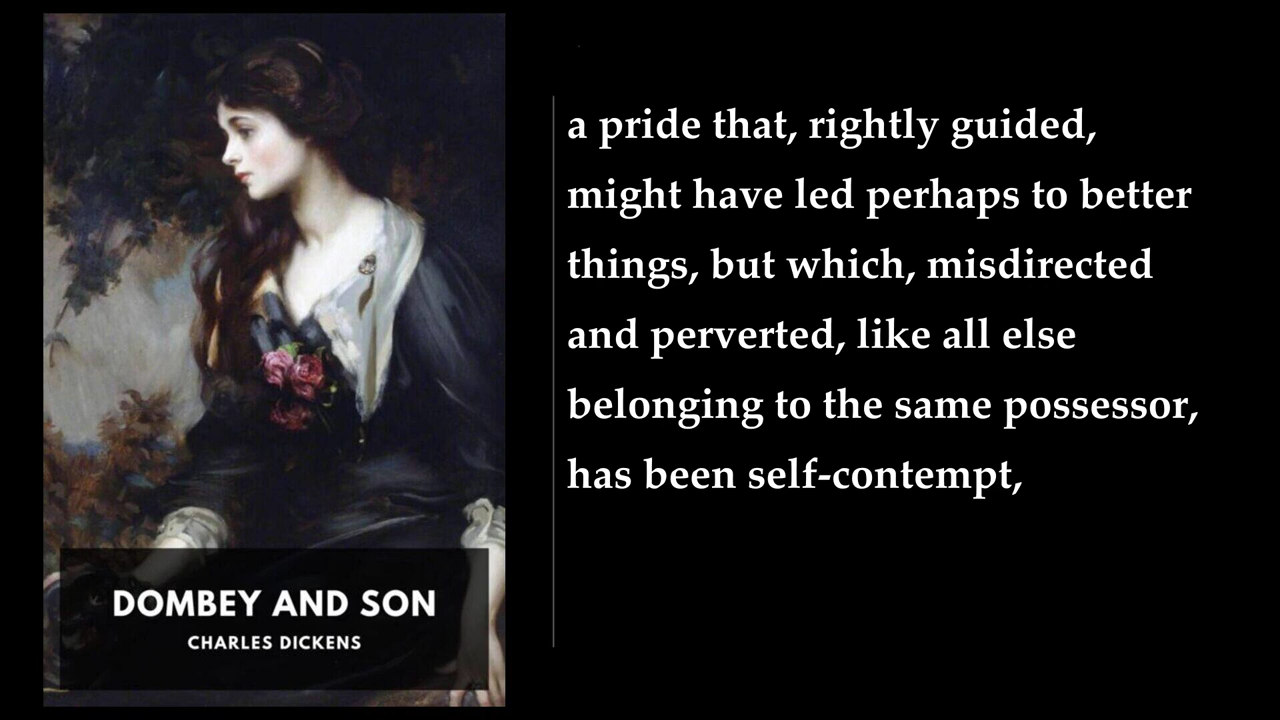 a pride that, rightly guided,
might have led perhaps to better
things, but which, misdirected
and perverted, like all else
belonging to the same possessor,
has been self-contempt,
DOMBEY AND SON
CHARLES DICKENS